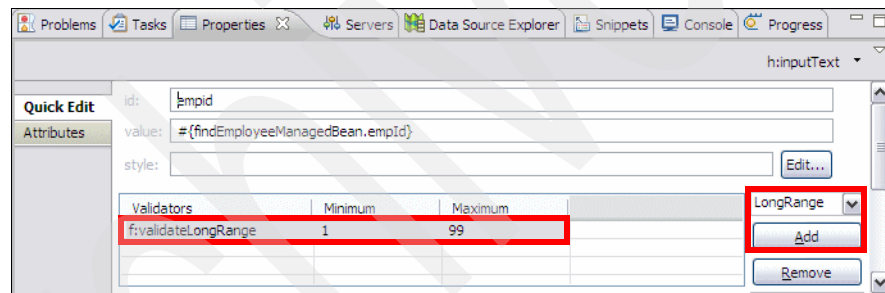 Problems Tasks Properties Servers Data Source Explorer Snippets Console Progress
h:inputText
Quick Edit
Attributes
id: empid
value: #{findEmployeeManagedBean.empId}
style: Edit...
Validators Minimum Maximum LongRange
f:validateLongRange 1 99 Add
Remove